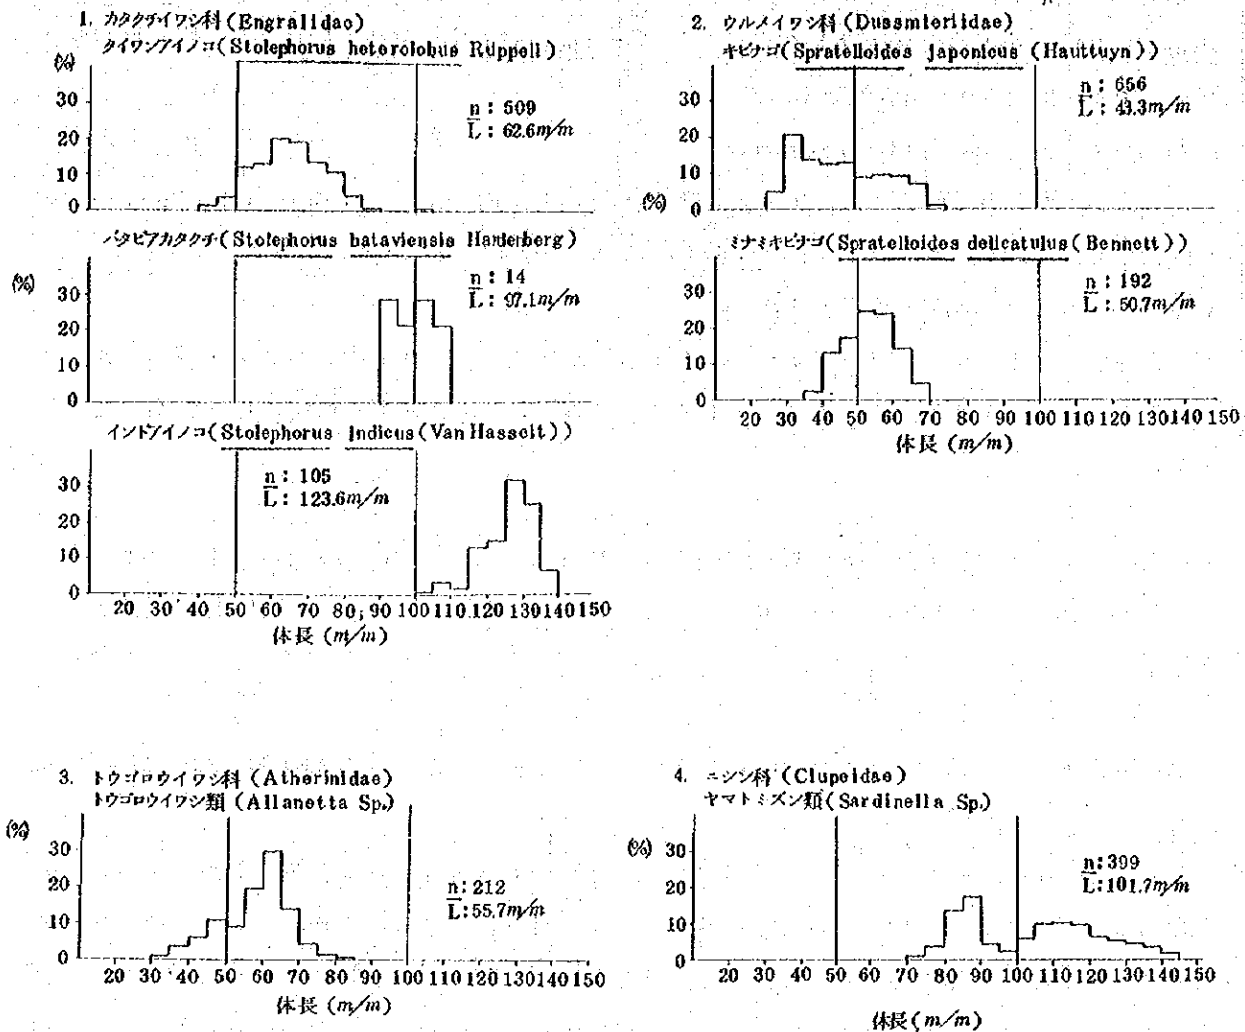 1. カタクチイワシ科 (Engralidao)
タイワンアイノコ(Stolephorus heterolobus Rüppell)
(%)
30
20
10
0
n : 509
L : 62.6m/m
バタビアカタクチ(Stolephorus bataviensis Hardenberg)
(%)
30
20
10
0
n : 14
L : 97.1m/m
インドアイノコ(Stolephorus Indicus (Van Hasselt))
30
20
10
0
n : 105
L : 123.6m/m
20 30 40 50 60 70 80 90 100 110 120 130 140 150
体長 (m/m)
2. ウルメイワシ科 (Dussmieriidae)
キビナゴ(Spratelloides Japonicus (Hauttuyn))
(%)
30
20
10
0
n : 656
L : 43.3m/m
ミナミキビナゴ(Spratelloides delicatulus (Bennett))
30
20
10
0
n : 192
L : 50.7m/m
20 30 40 50 60 70 80 90 100 110 120 130 140 150
体長 (m/m)
3. トウゴロウイワシ科 (Atherinidae)
トウゴロウイワシ類 (Allanetta Sp.)
(%)
30
20
10
0
n : 212
L : 55.7m/m
20 30 40 50 60 70 80 90 100 110 120 130 140 150
体長 (m/m)
4. ニシン科 (Clupeidae)
ヤマトミズン類 (Sardinella Sp.)
(%)
30
20
10
0
n : 399
L : 101.7m/m
20 30 40 50 60 70 80 90 100 110 120 130 140 150
体長 (m/m)